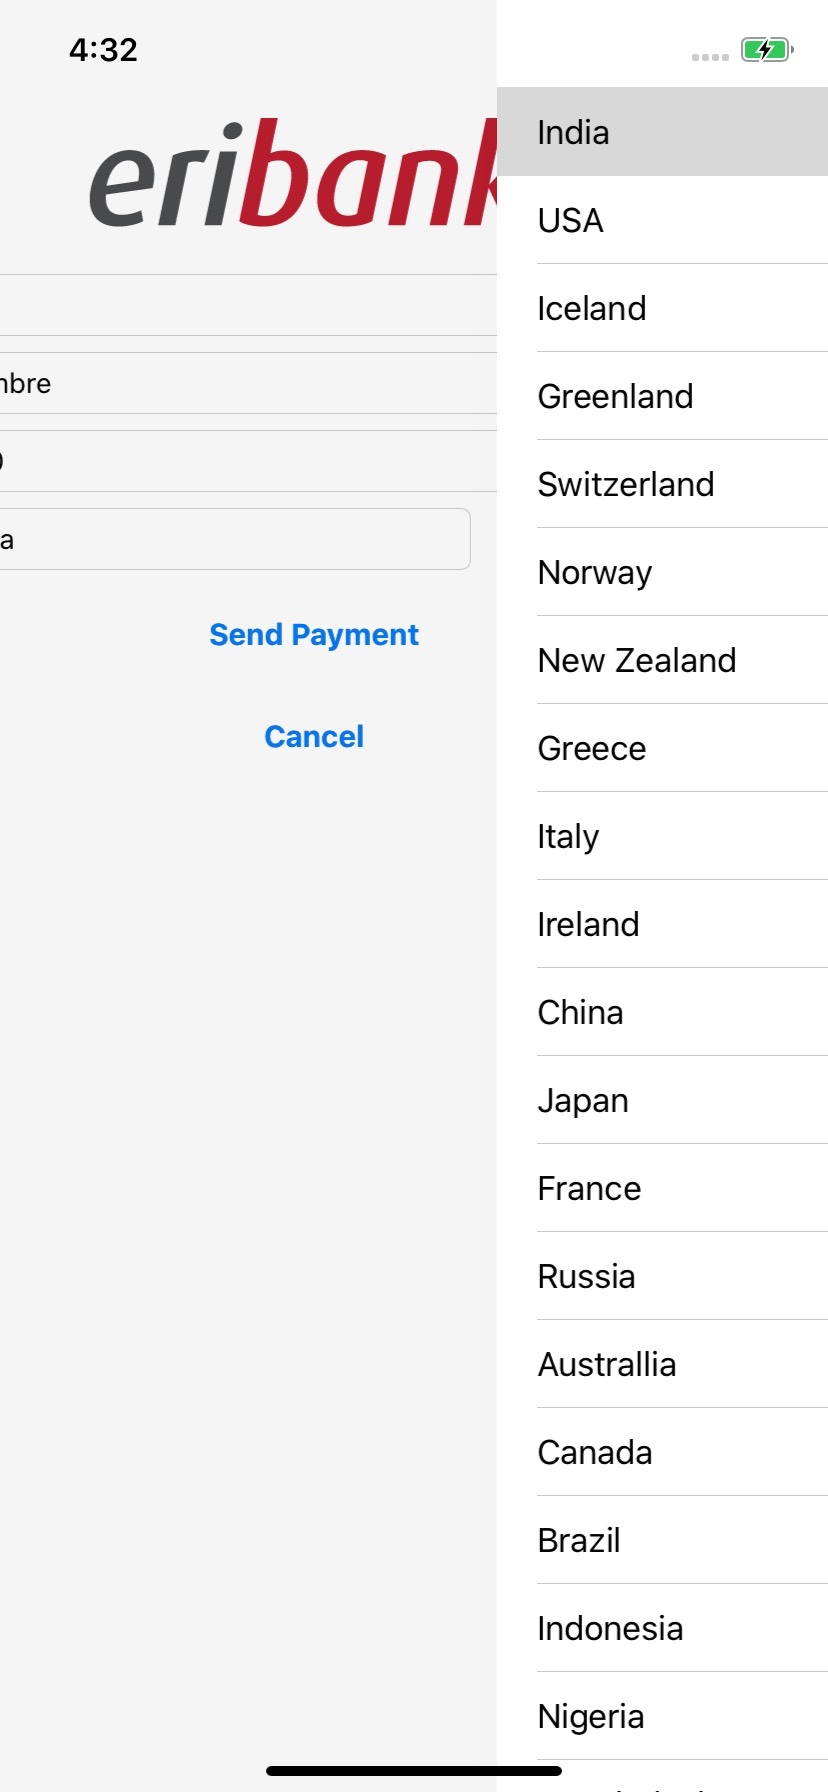 4:32
eribank
mbre
a
Send Payment
Cancel
India
USA
Iceland
Greenland
Switzerland
Norway
New Zealand
Greece
Italy
Ireland
China
Japan
France
Russia
Australlia
Canada
Brazil
Indonesia
Nigeria